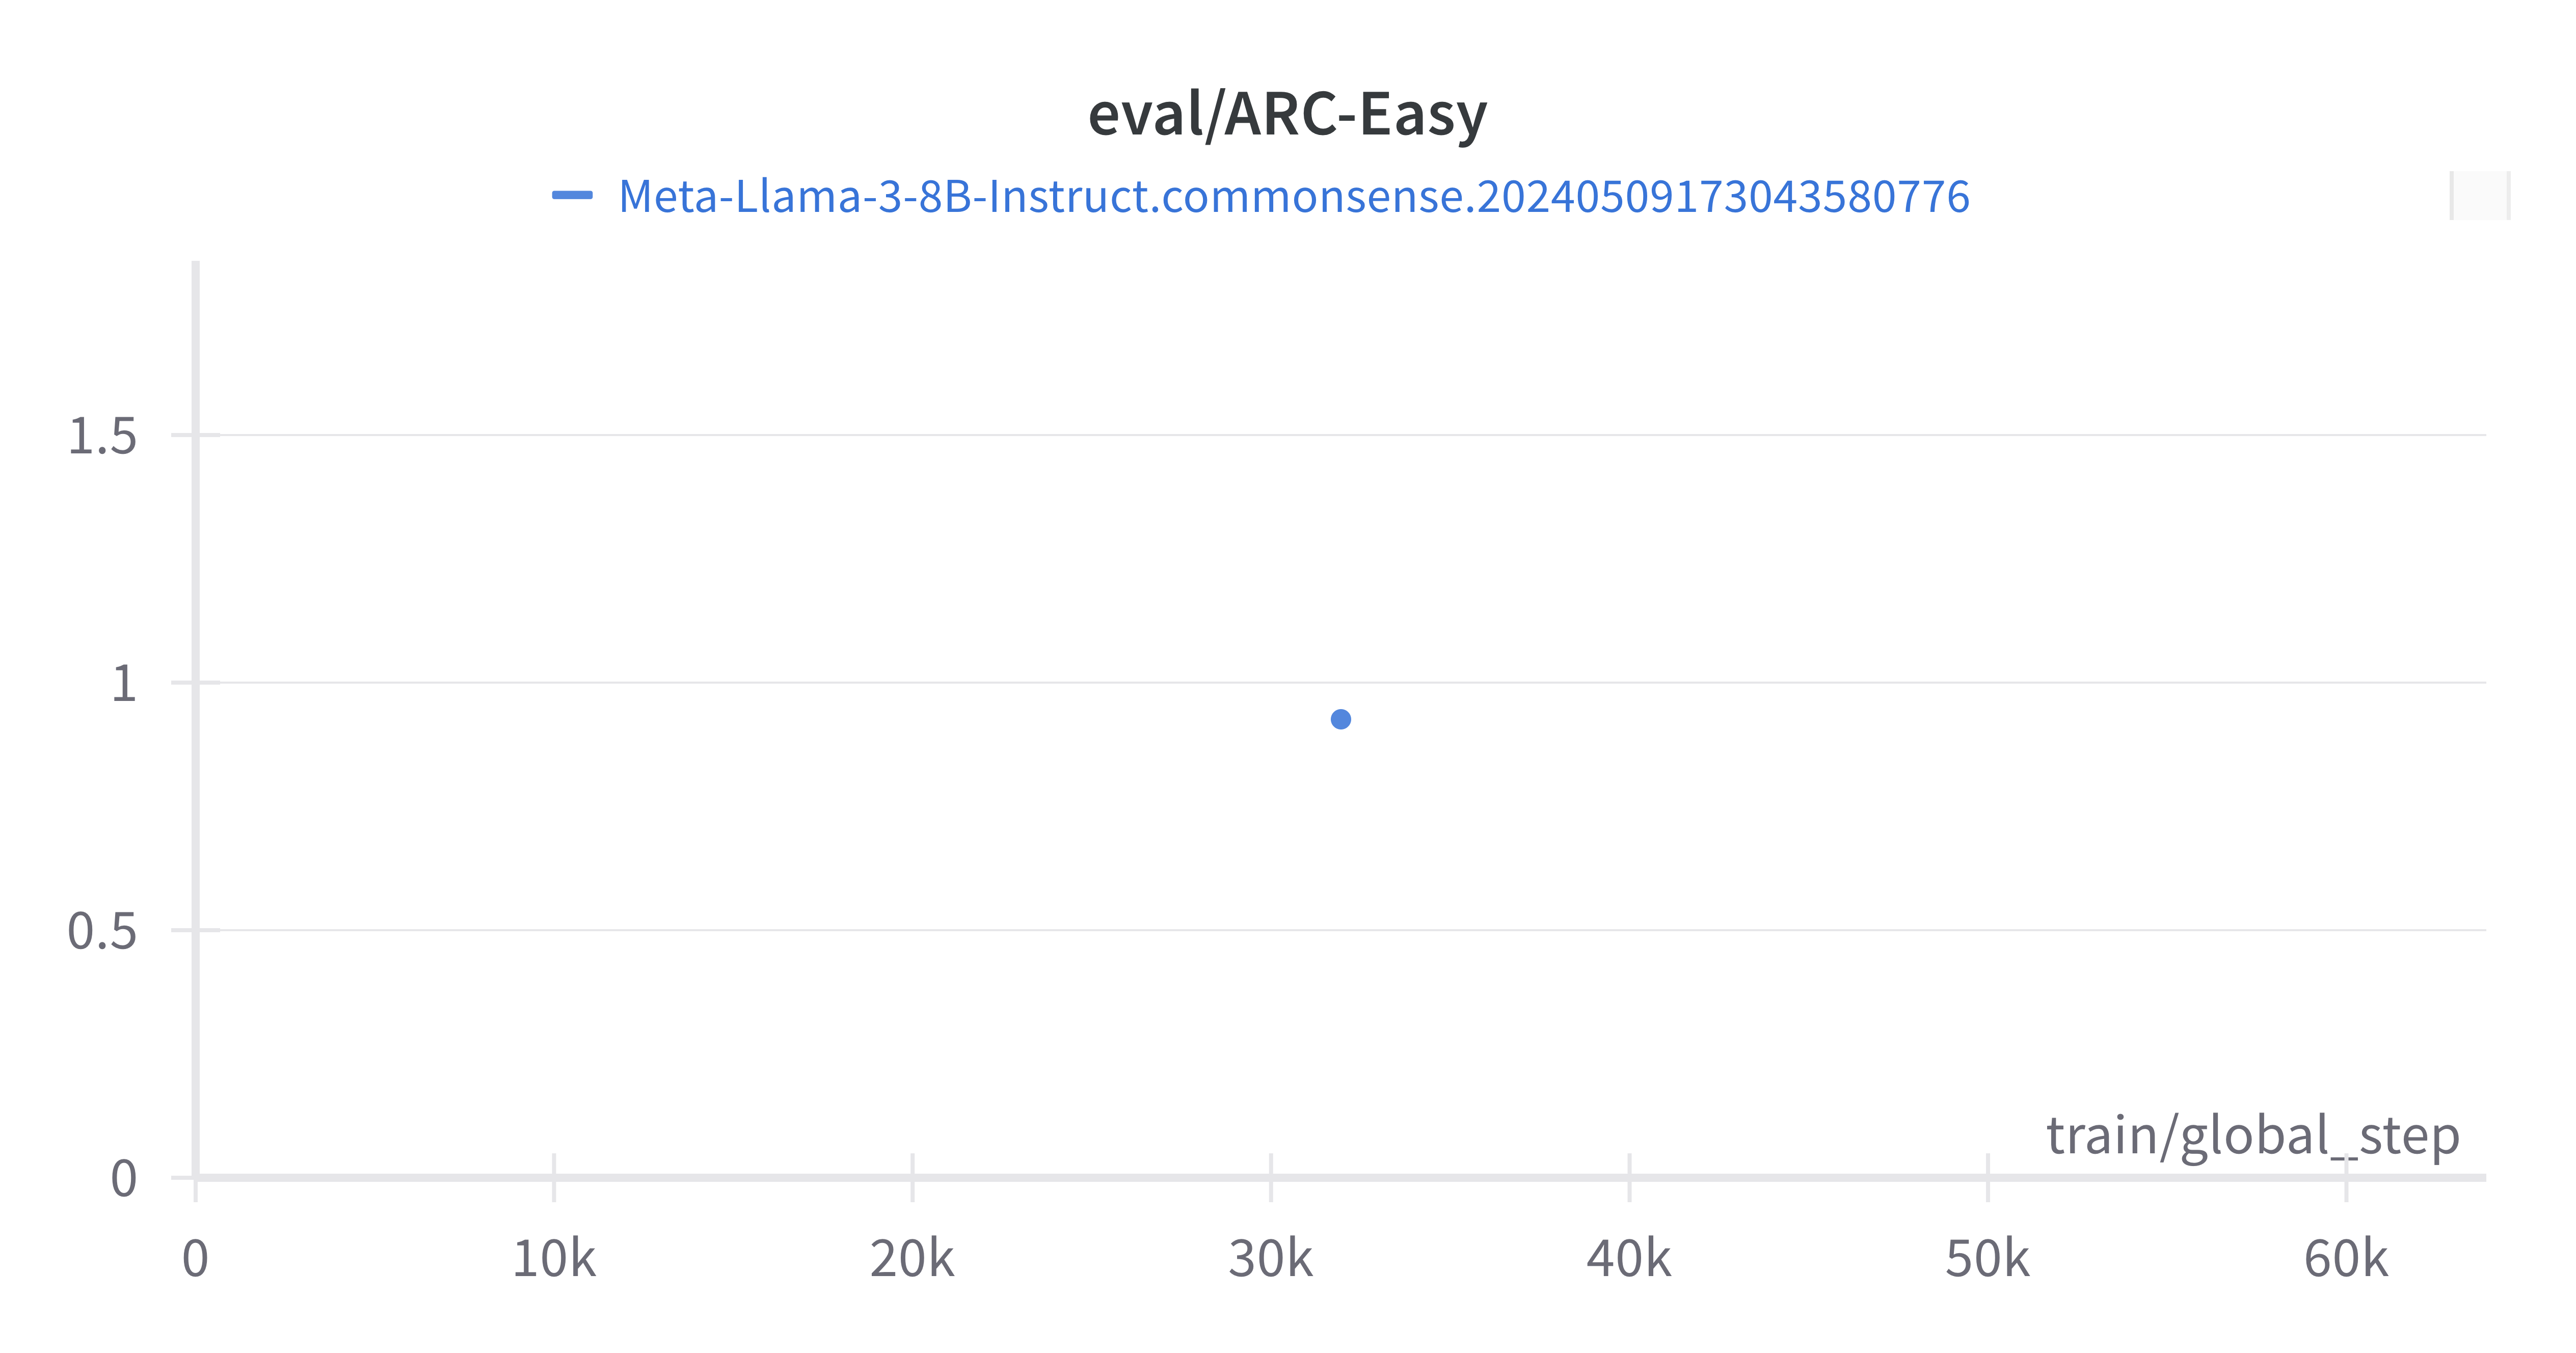 eval/ARC-Easy
Meta-Llama-3-8B-Instruct.commonsense.20240509173043580776
1.5
1
0.5
0
train/global_step
0 10k 20k 30k 40k 50k 60k